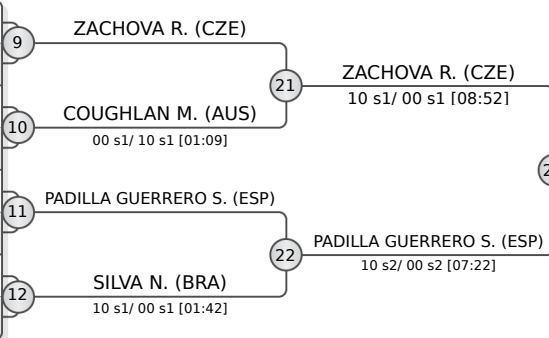 ZACHOVA R. (CZE)
9
21
ZACHOVA R. (CZE)
10 s1/ 00 s1 [08:52]
COUGHLAN M. (AUS)
10
00 s1/ 10 s1 [01:09]
PADILLA GUERRERO S. (ESP)
11
22
PADILLA GUERRERO S. (ESP)
10 s2/ 00 s2 [07:22]
SILVA N. (BRA)
12
10 s1/ 00 s1 [01:42]